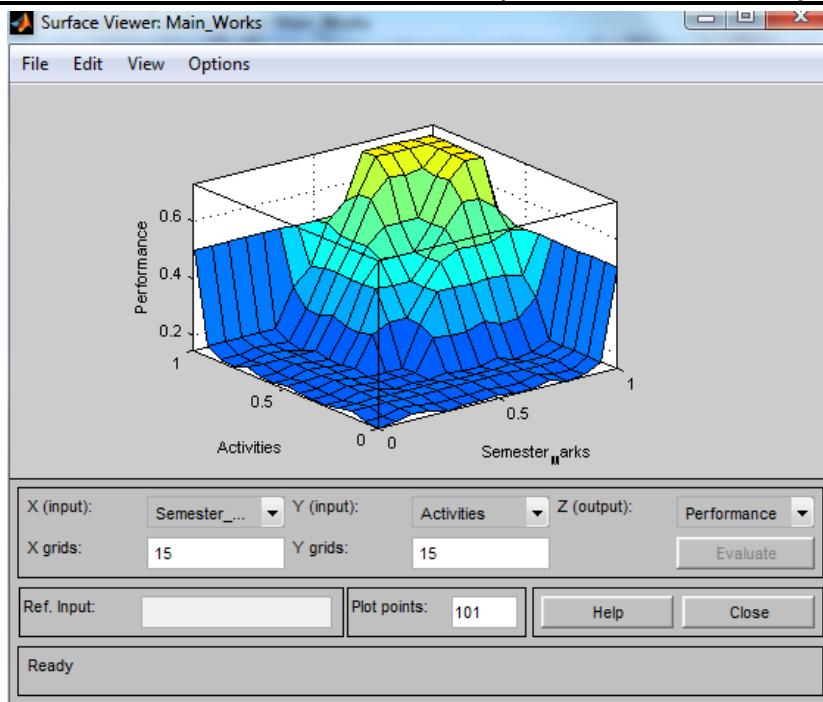 Surface Viewer: Main_Works
File Edit View Options
0.6
0.4
0.2
Performance
1
0.5
0
Activities
0
0.5
1
Semester_Marks
X (input): Semester_... Y (input): Activities Z (output): Performance
X grids: 15 Y grids: 15 Evaluate
Ref. Input: Plot points: 101 Help Close
Ready